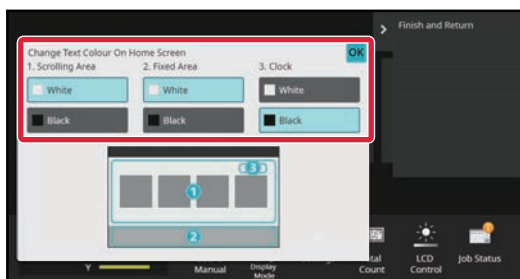 Finish and Return
Change Text Colour On Home Screen
OK
1. Scrolling Area
2. Fixed Area
3. Clock
White
White
White
Black
Black
Black
3
1
2
Y
Manual
Display
Mode
Count
LCD
Control
Job Status